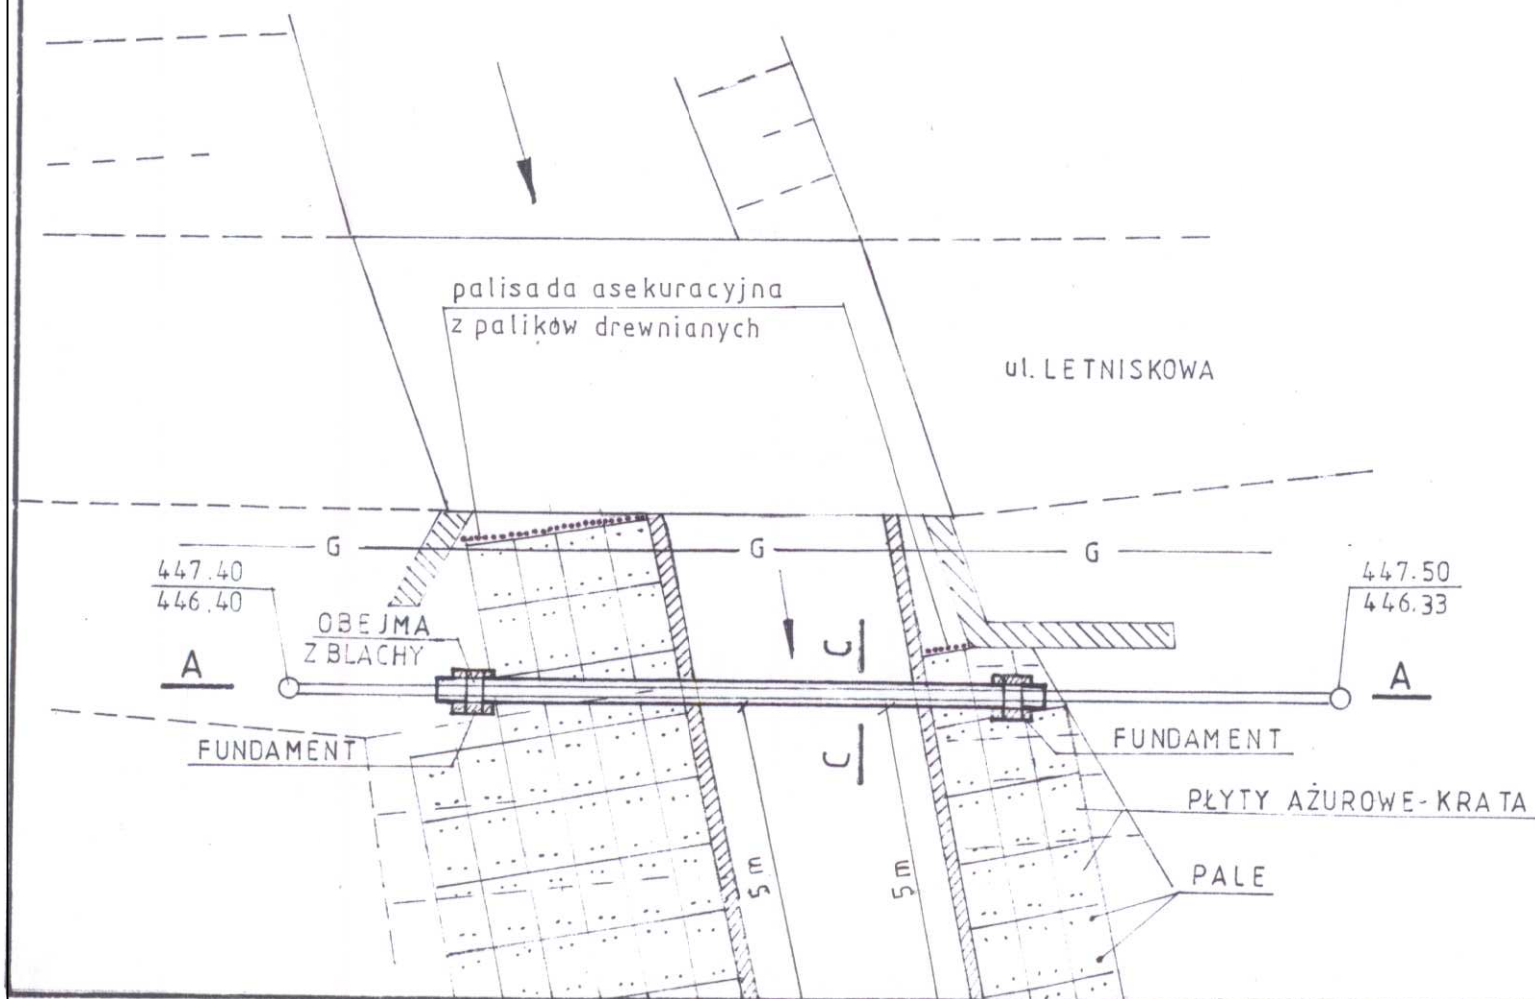 palisada asekuracyjna
z palików drewnianych
ul. LETNISKOWA
G
G
G
447.40
446.40
447.50
446.33
OBEJMA
Z BLACHY
C
A
A
FUNDAMENT
FUNDAMENT
C
PŁYTY AŻUROWE-KRATA
5m
5m
PALE